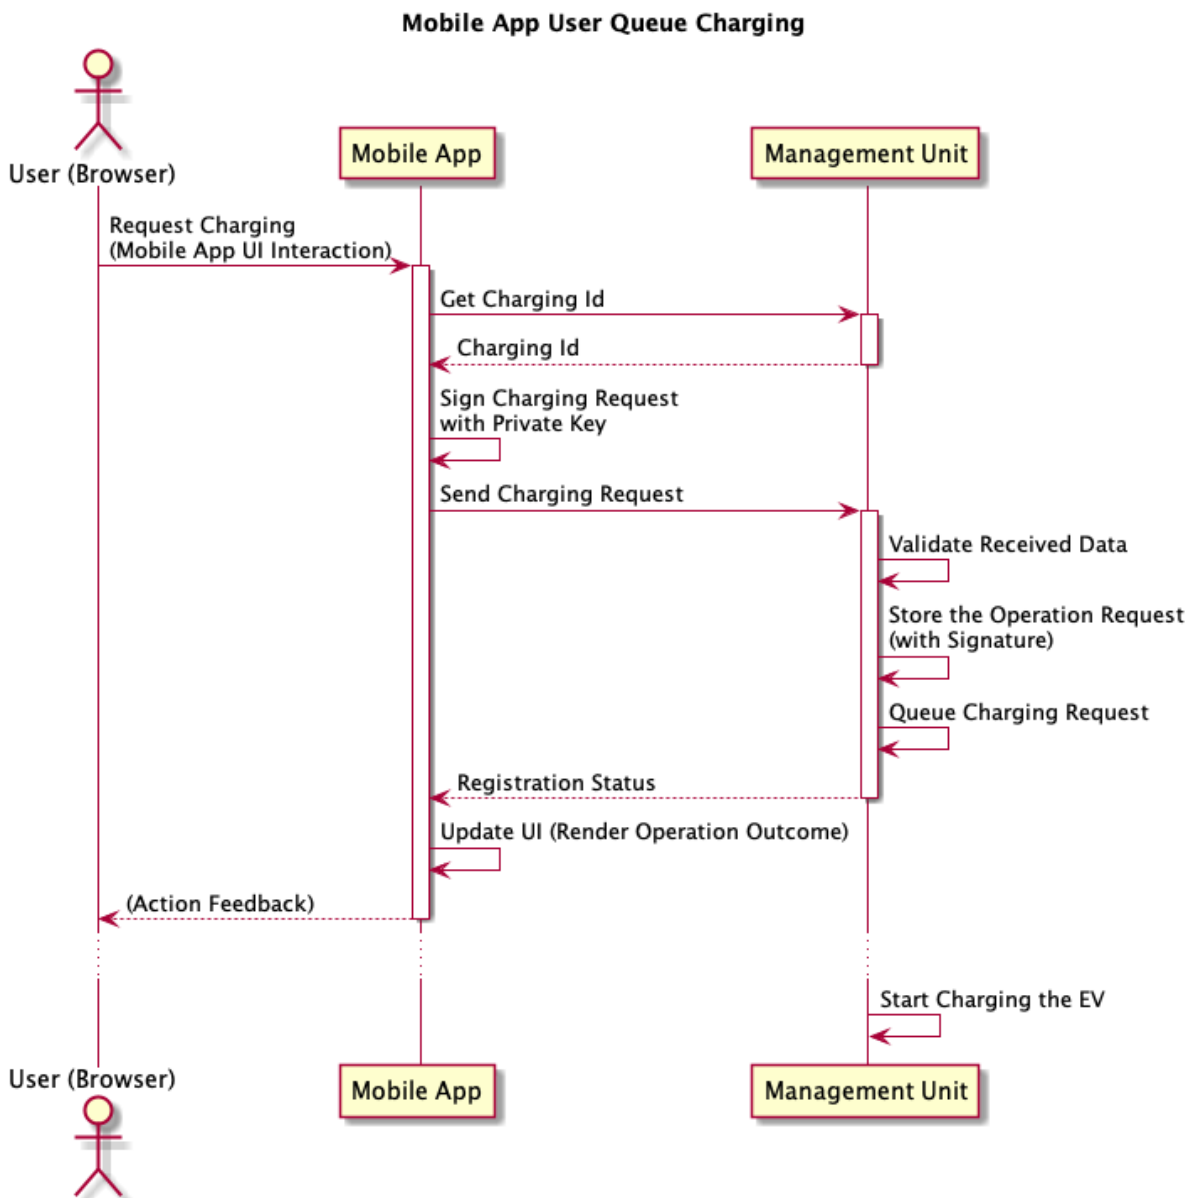 Mobile App User Queue Charging
User (Browser)
Mobile App
Management Unit
Request Charging
(Mobile App UI Interaction)
Get Charging Id
Charging Id
Sign Charging Request
with Private Key
Send Charging Request
Validate Received Data
Store the Operation Request
(with Signature)
Queue Charging Request
Registration Status
Update UI (Render Operation Outcome)
(Action Feedback)
Start Charging the EV
User (Browser)
Mobile App
Management Unit